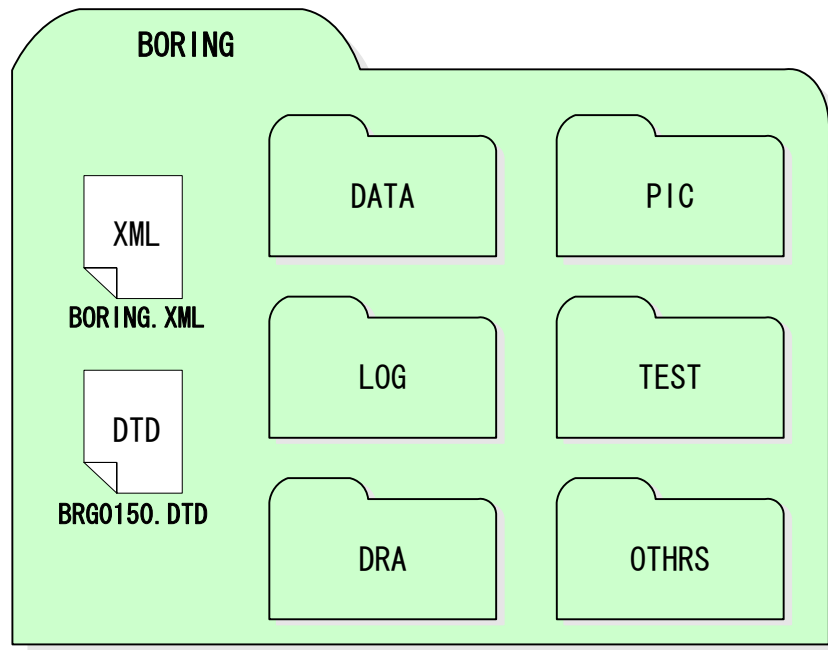 BORING
DATA
PIC
XML
BORING.XML
LOG
TEST
DTD
BRG0150.DTD
DRA
OTHRS